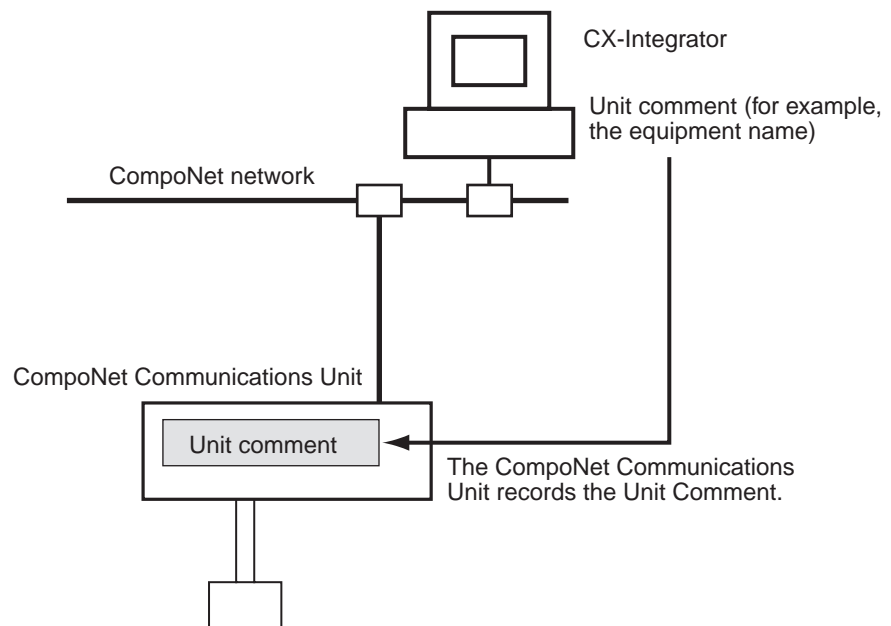 CX-Integrator
Unit comment (for example,
the equipment name)
CompoNet network
CompoNet Communications Unit
Unit comment
The CompoNet Communications
Unit records the Unit Comment.